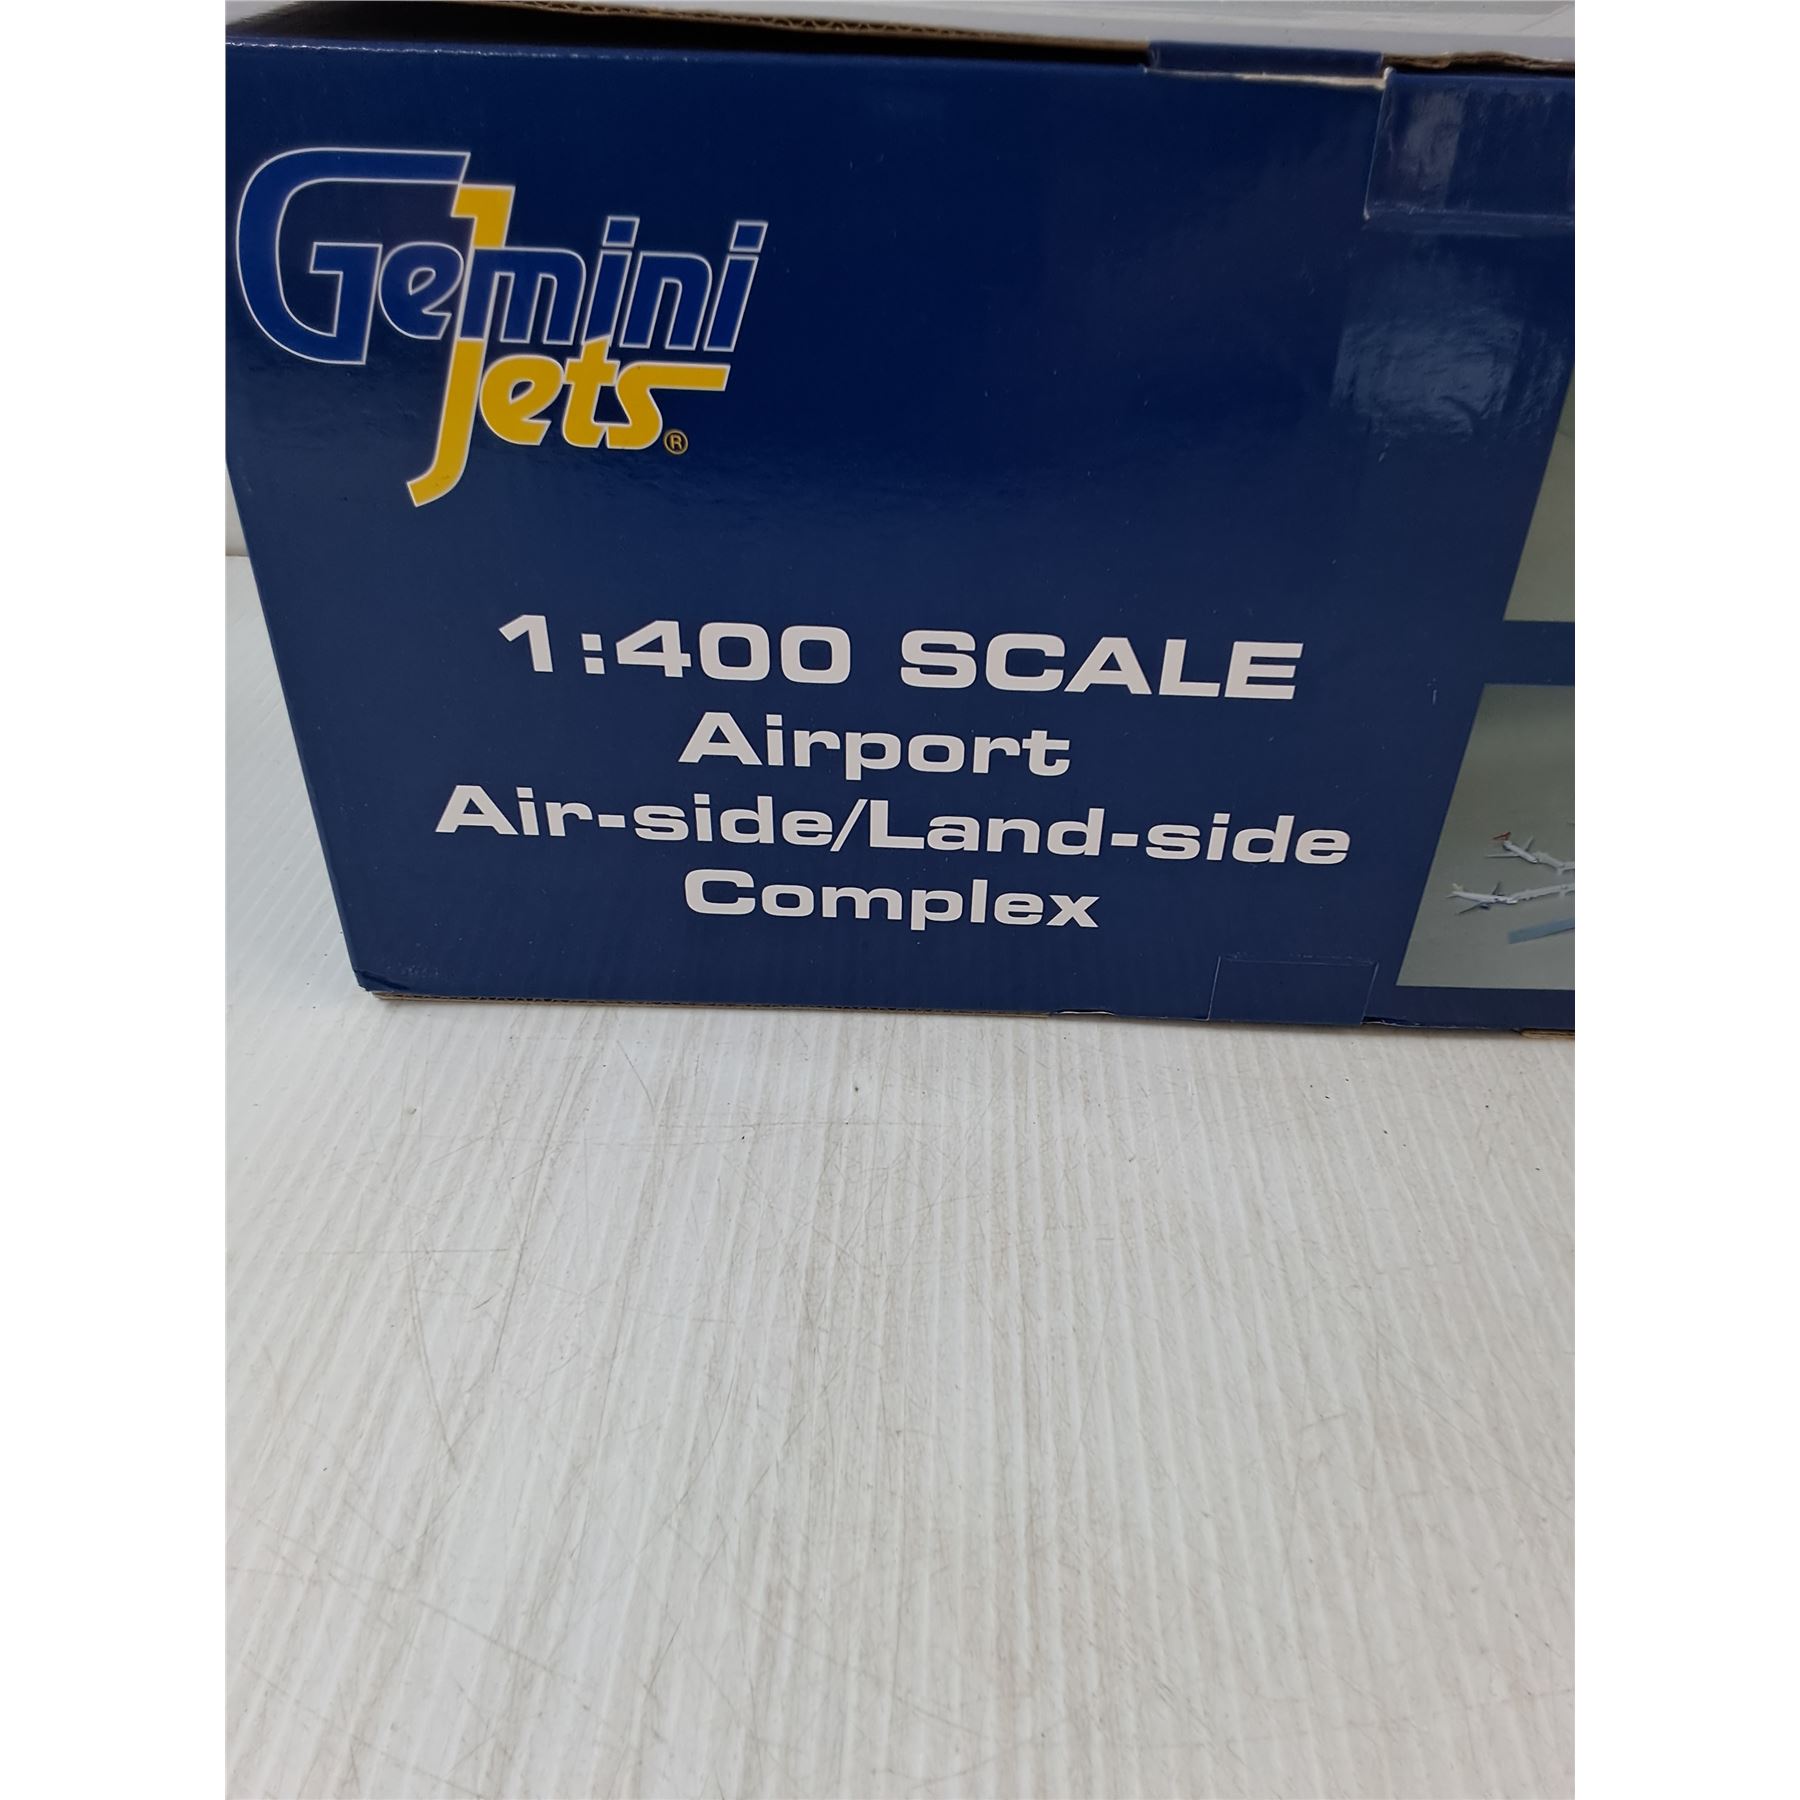 Gemini
Jets®
1:400 SCALE
Airport
Air-side/Land-side
Complex